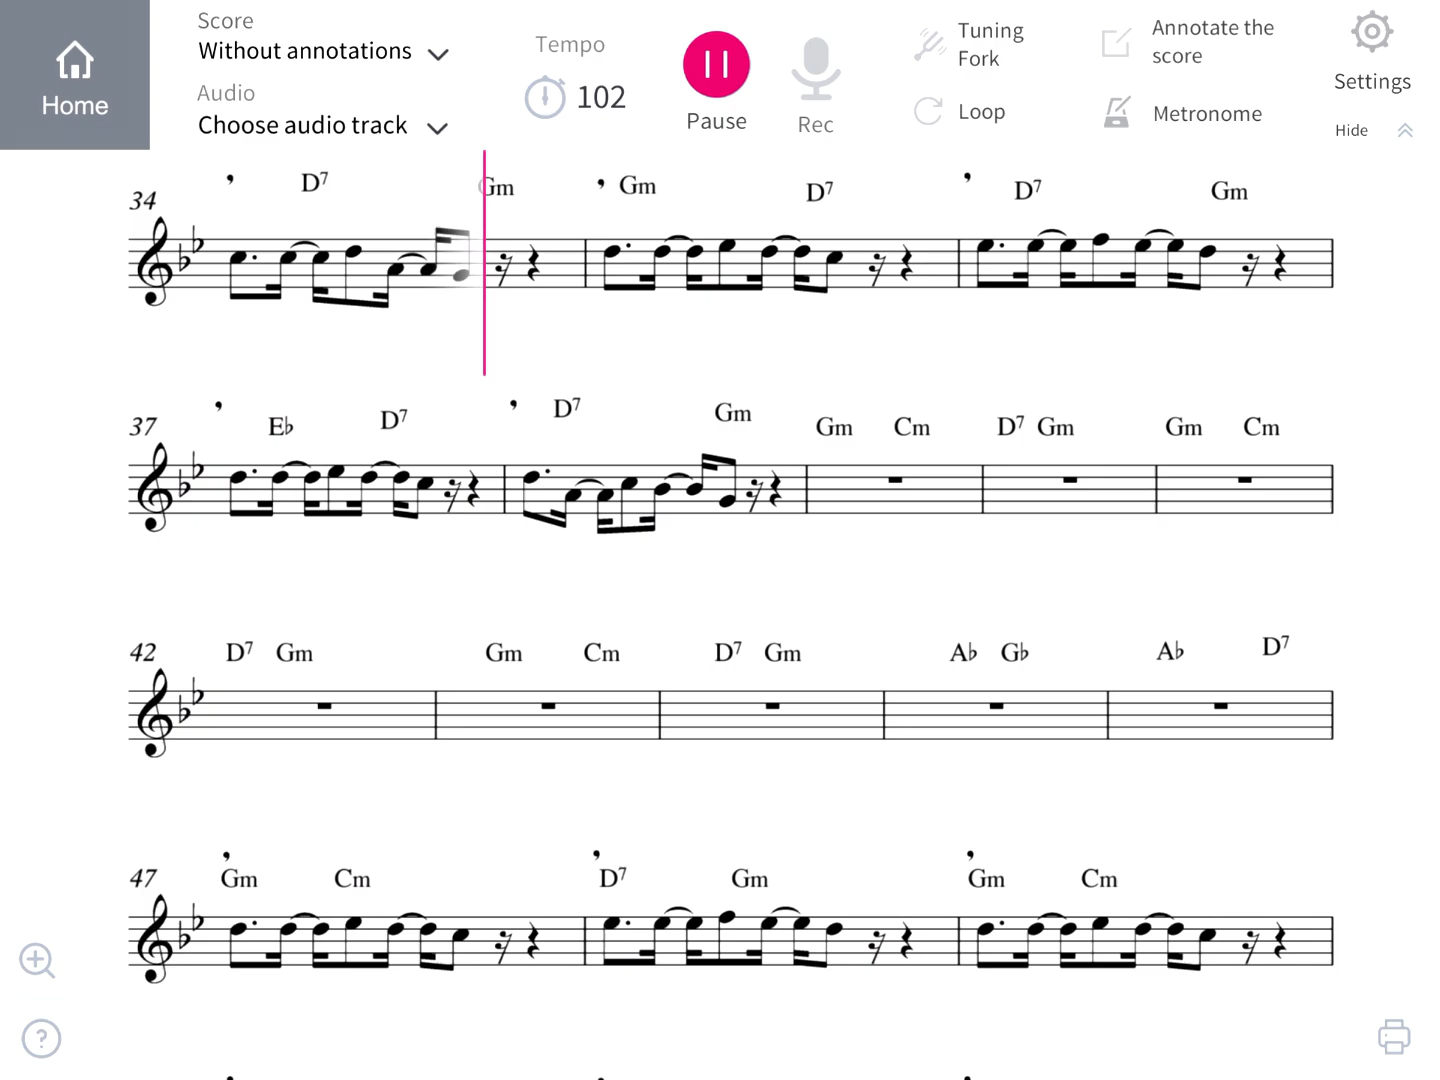 Home
Score
Without annotations
Audio
Choose audio track
Tempo
102
Pause
Rec
Tuning Fork
Loop
Annotate the score
Metronome
Settings
Hide
34 D7 Gm Gm D7 D7 Gm
37 E♭ D7 D7 Gm Gm Cm D7 Gm Gm Cm
42 D7 Gm Gm Cm D7 Gm A♭ G♭ A♭ D7
47 Gm Cm D7 Gm Gm Cm
?